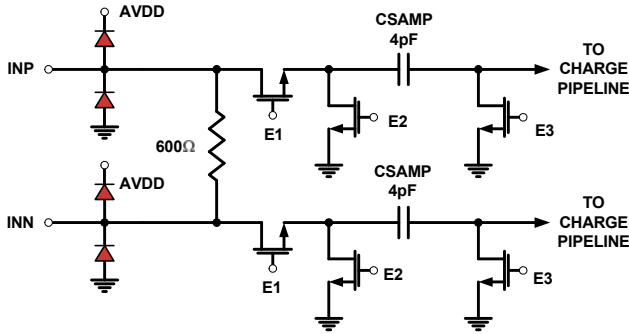 AVDD
CSAMP
4pF
INP
TO
CHARGE
PIPELINE
E1
E2
E3
600Ω
CSAMP
4pF
AVDD
INN
TO
CHARGE
PIPELINE
E1
E2
E3